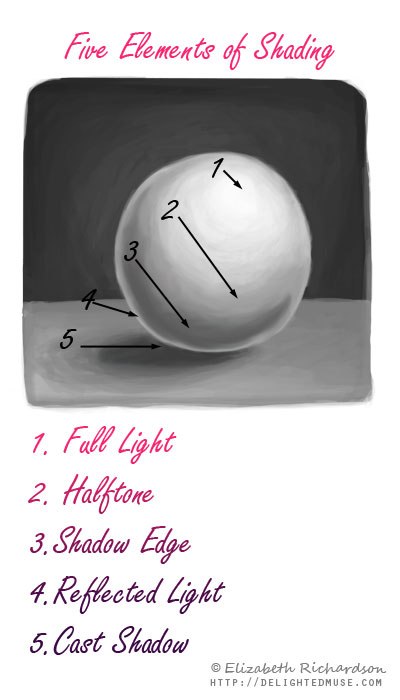 Five Elements of Shading
1
2
3
4
5
1. Full Light
2. Halftone
3. Shadow Edge
4. Reflected Light
5. Cast Shadow
© Elizabeth Richardson
HTTP://DELIGHTEDMUSE.COM